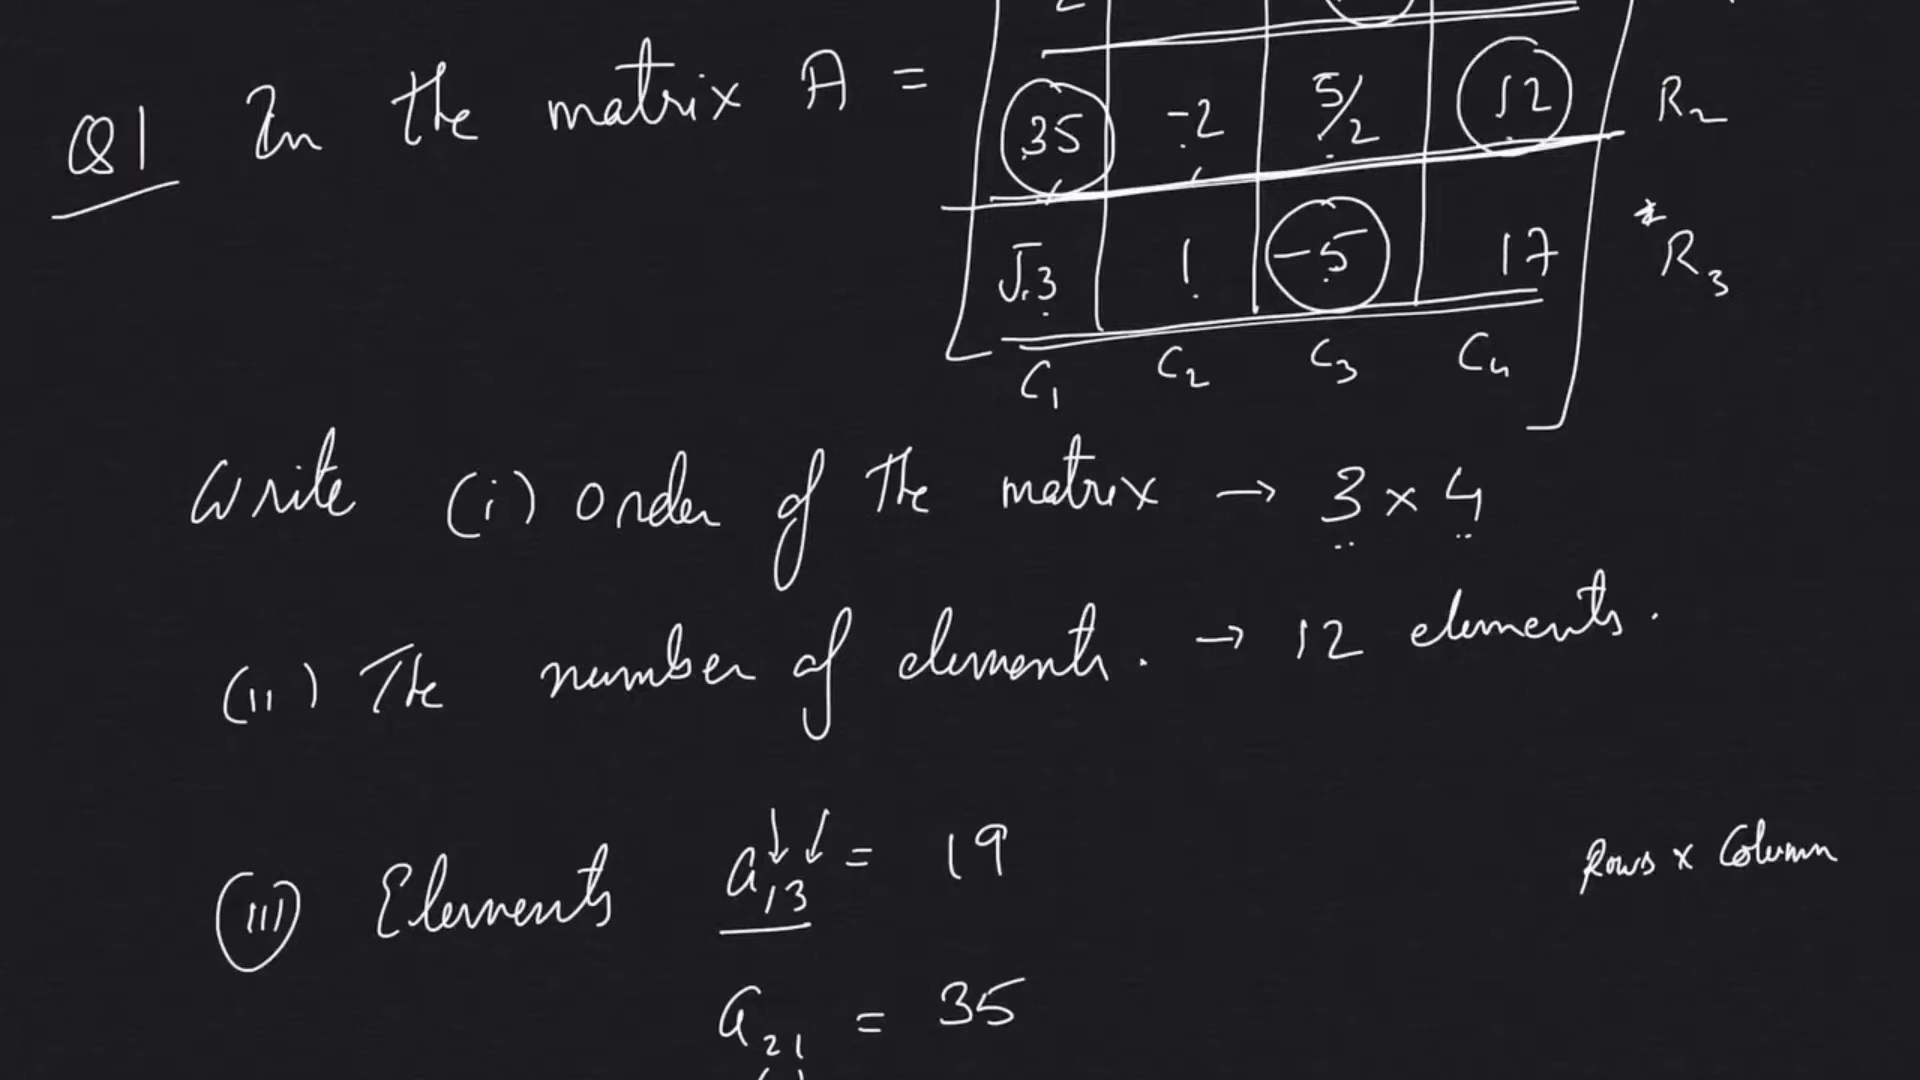 Q1 In the matrix A =
35 -2 5/2 12 R2
√3 1 -5 17 *R3
C1 C2 C3 C4
Write (i) order of the matrix → 3 x 4
(ii) The number of elements. → 12 elements.
(iii) Elements a13 = 19
Rows x Column
a21 = 35